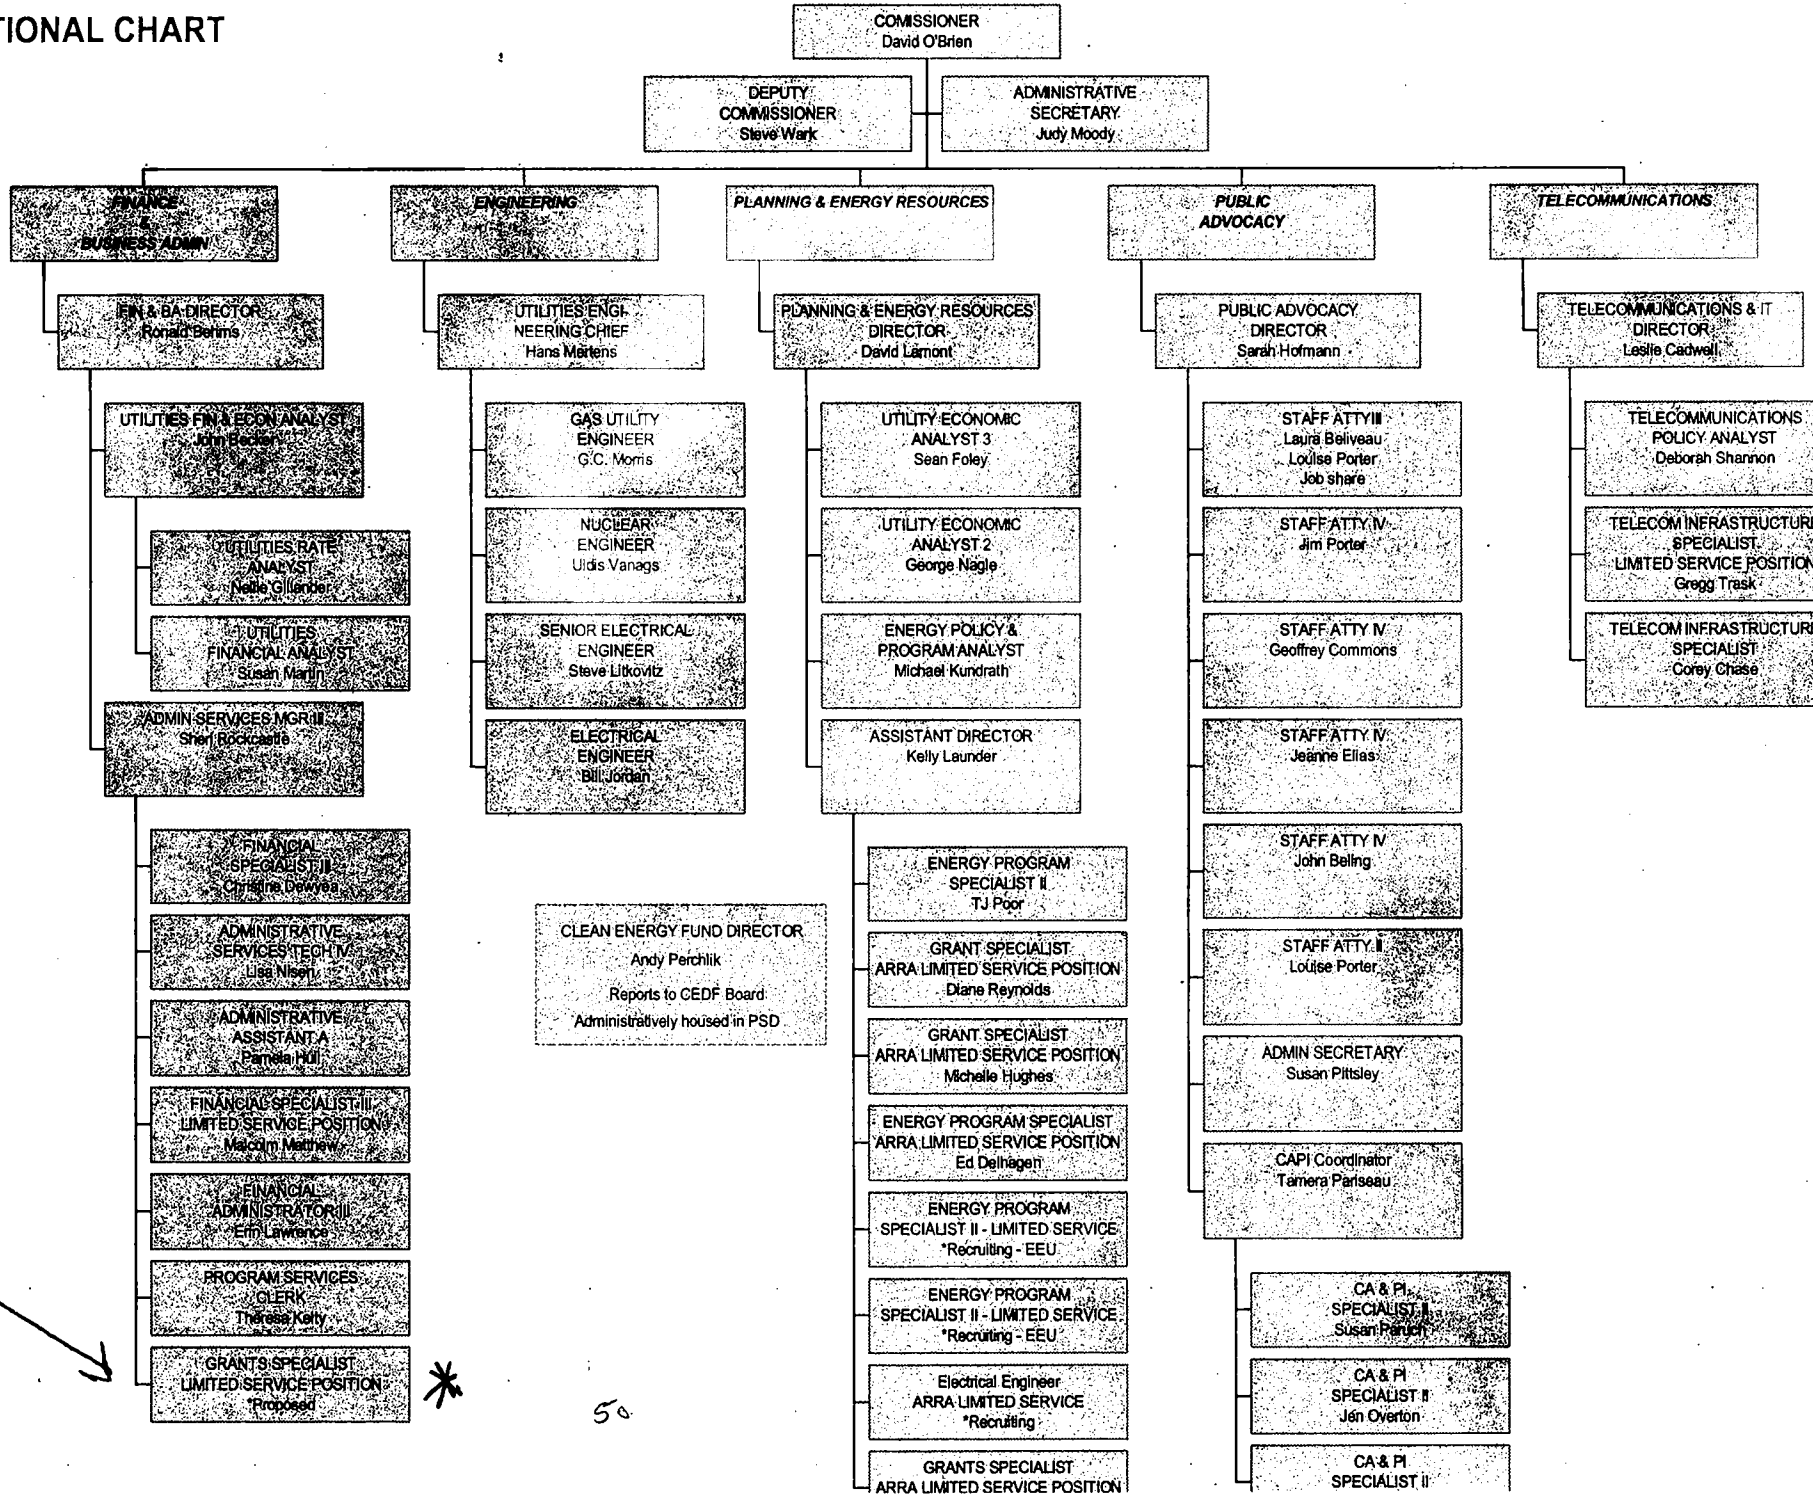 TIONAL CHART
COMISSIONER
David O'Brien
DEPUTY
COMMISSIONER
Steve Wark
ADMINISTRATIVE
SECRETARY
Judy Moody
FINANCE
&
BUSINESS ADMIN
ENGINEERING
PLANNING & ENERGY RESOURCES
PUBLIC
ADVOCACY
TELECOMMUNICATIONS
FIN & BA DIRECTOR
Ronald Behrns
UTILITIES ENGI-
NEERING CHIEF
Hans Mertens
PLANNING & ENERGY RESOURCES
DIRECTOR
David Lamont
PUBLIC ADVOCACY
DIRECTOR
Sarah Hofmann
TELECOMMUNICATIONS & IT
DIRECTOR
Leslie Cadwell
UTILITIES FIN & ECON ANALYST
John Becker
UTILITIES RATE
ANALYST
Nellie Gillander
UTILITIES
FINANCIAL ANALYST
Susan Martin
ADMIN SERVICES MGR III
Sheri Rockcastle
FINANCIAL
SPECIALIST III
Christine Dewyea
ADMINISTRATIVE
SERVICES TECH IV
Lisa Nisen
ADMINISTRATIVE
ASSISTANT A
Pamela Hull
FINANCIAL SPECIALIST III
LIMITED SERVICE POSITION
Malcolm Matthew
FINANCIAL
ADMINISTRATOR III
Erin Lawrence
PROGRAM SERVICES
CLERK
Theresa Kelty
GRANTS SPECIALIST
LIMITED SERVICE POSITION
*Proposed
GAS UTILITY
ENGINEER
G.C. Morris
NUCLEAR
ENGINEER
Uldis Vanags
SENIOR ELECTRICAL
ENGINEER
Steve Litkovitz
ELECTRICAL
ENGINEER
Bill Jordan
CLEAN ENERGY FUND DIRECTOR
Andy Perchlik
Reports to CEDF Board
Administratively housed in PSD
50
UTILITY ECONOMIC
ANALYST 3
Sean Foley
UTILITY ECONOMIC
ANALYST 2
George Nagle
ENERGY POLICY &
PROGRAM ANALYST
Michael Kundrath
ASSISTANT DIRECTOR
Kelly Launder
ENERGY PROGRAM
SPECIALIST II
TJ Poor
GRANT SPECIALIST
ARRA LIMITED SERVICE POSITION
Diane Reynolds
GRANT SPECIALIST
ARRA LIMITED SERVICE POSITION
Michelle Hughes
ENERGY PROGRAM SPECIALIST
ARRA LIMITED SERVICE POSITION
Ed Delhagen
ENERGY PROGRAM
SPECIALIST II - LIMITED SERVICE
*Recruiting - EEU
ENERGY PROGRAM
SPECIALIST II - LIMITED SERVICE
*Recruiting - EEU
Electrical Engineer
ARRA LIMITED SERVICE
*Recruiting
GRANTS SPECIALIST
ARRA LIMITED SERVICE POSITION
STAFF ATTY III
Laura Beliveau
Louise Porter
Job share
STAFF ATTY IV
Jim Porter
STAFF ATTY IV
Geoffrey Commons
STAFF ATTY IV
Jeanne Elias
STAFF ATTY IV
John Beling
STAFF ATTY II
Louise Porter
ADMIN SECRETARY
Susan Pittsley
CAPI Coordinator
Tamera Pariseau
CA & PI
SPECIALIST II
Susan Paruch
CA & PI
SPECIALIST II
Jen Overton
CA & PI
SPECIALIST II
TELECOMMUNICATIONS
POLICY ANALYST
Deborah Shannon
TELECOM INFRASTRUCTURE
SPECIALIST
LIMITED SERVICE POSITION
Gregg Trask
TELECOM INFRASTRUCTURE
SPECIALIST
Corey Chase